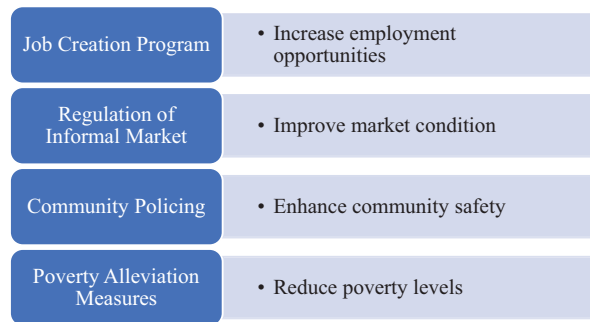 Job Creation Program
• Increase employment
opportunities
Regulation of
Informal Market
• Improve market condition
Community Policing
• Enhance community safety
Poverty Alleviation
Measures
• Reduce poverty levels